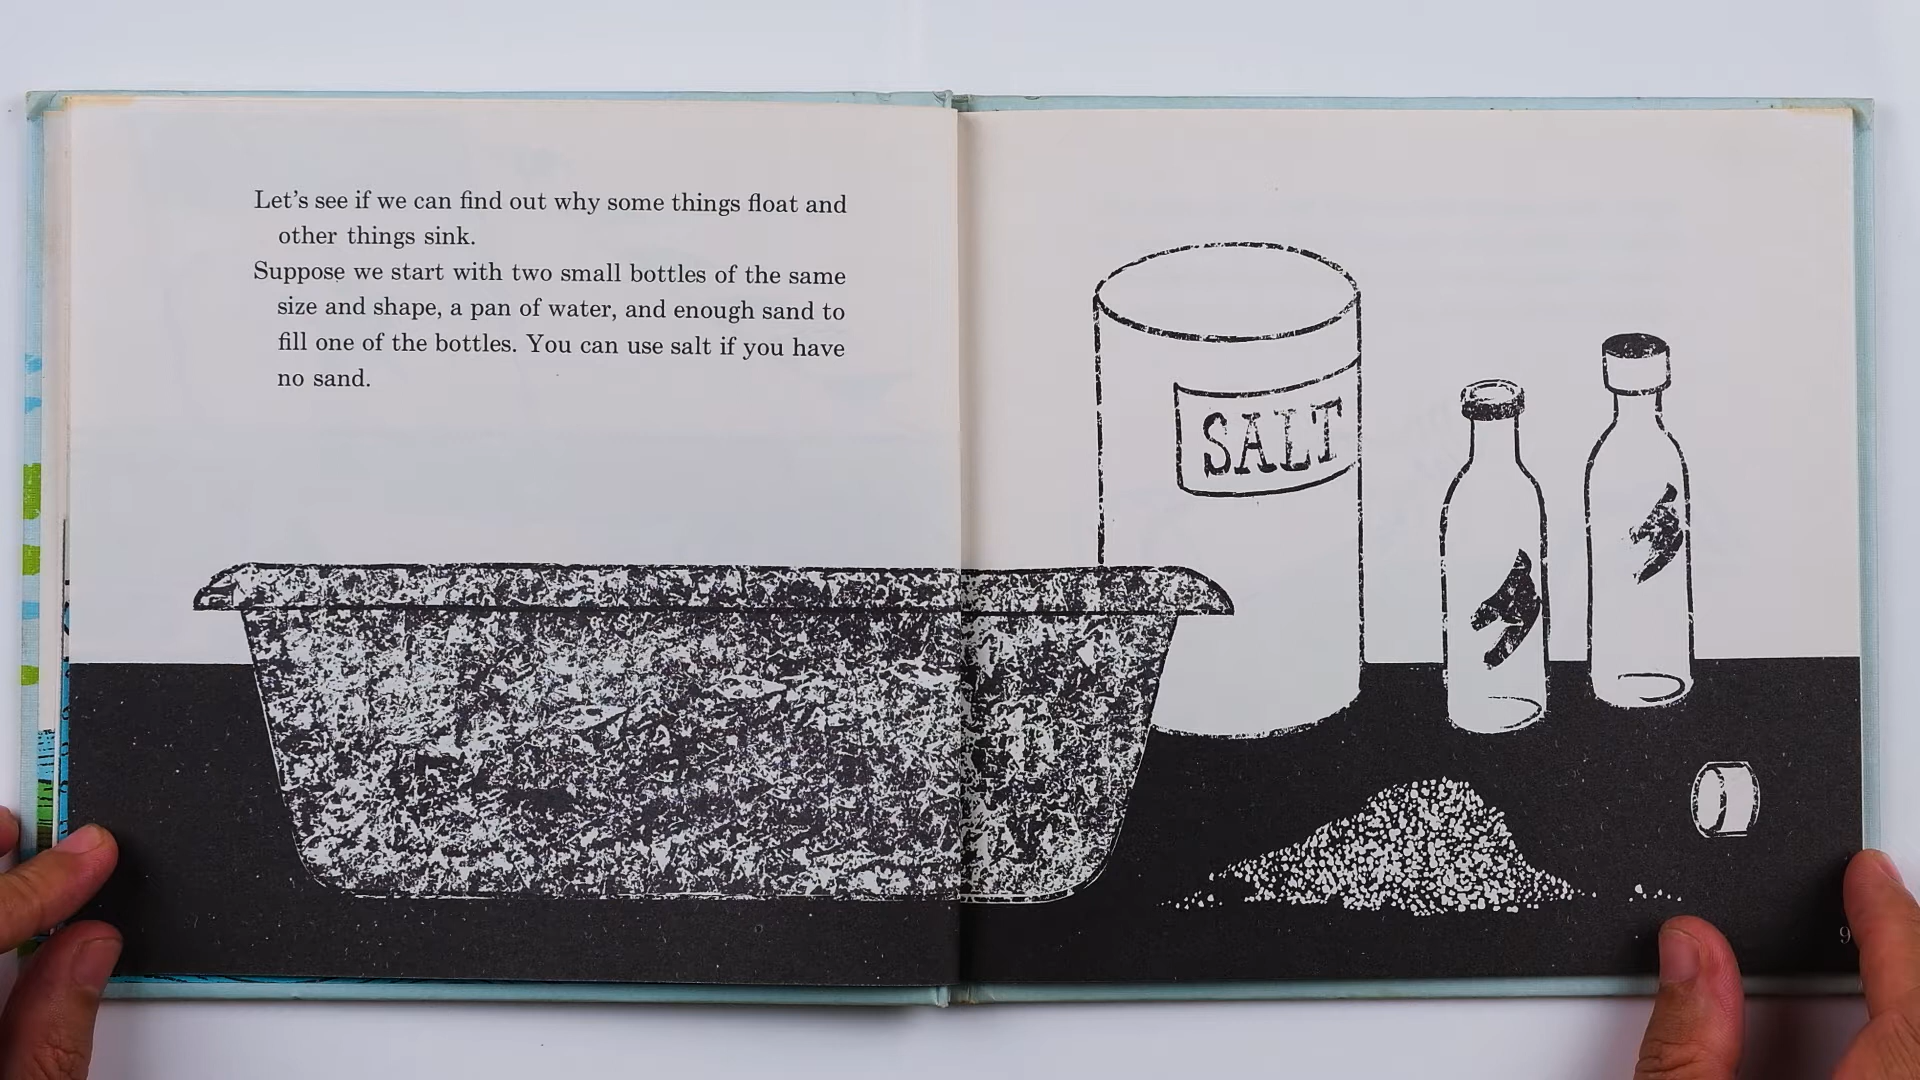 Let's see if we can find out why some things float and
other things sink.
Suppose we start with two small bottles of the same
size and shape, a pan of water, and enough sand to
fill one of the bottles. You can use salt if you have
no sand.
SALT
9